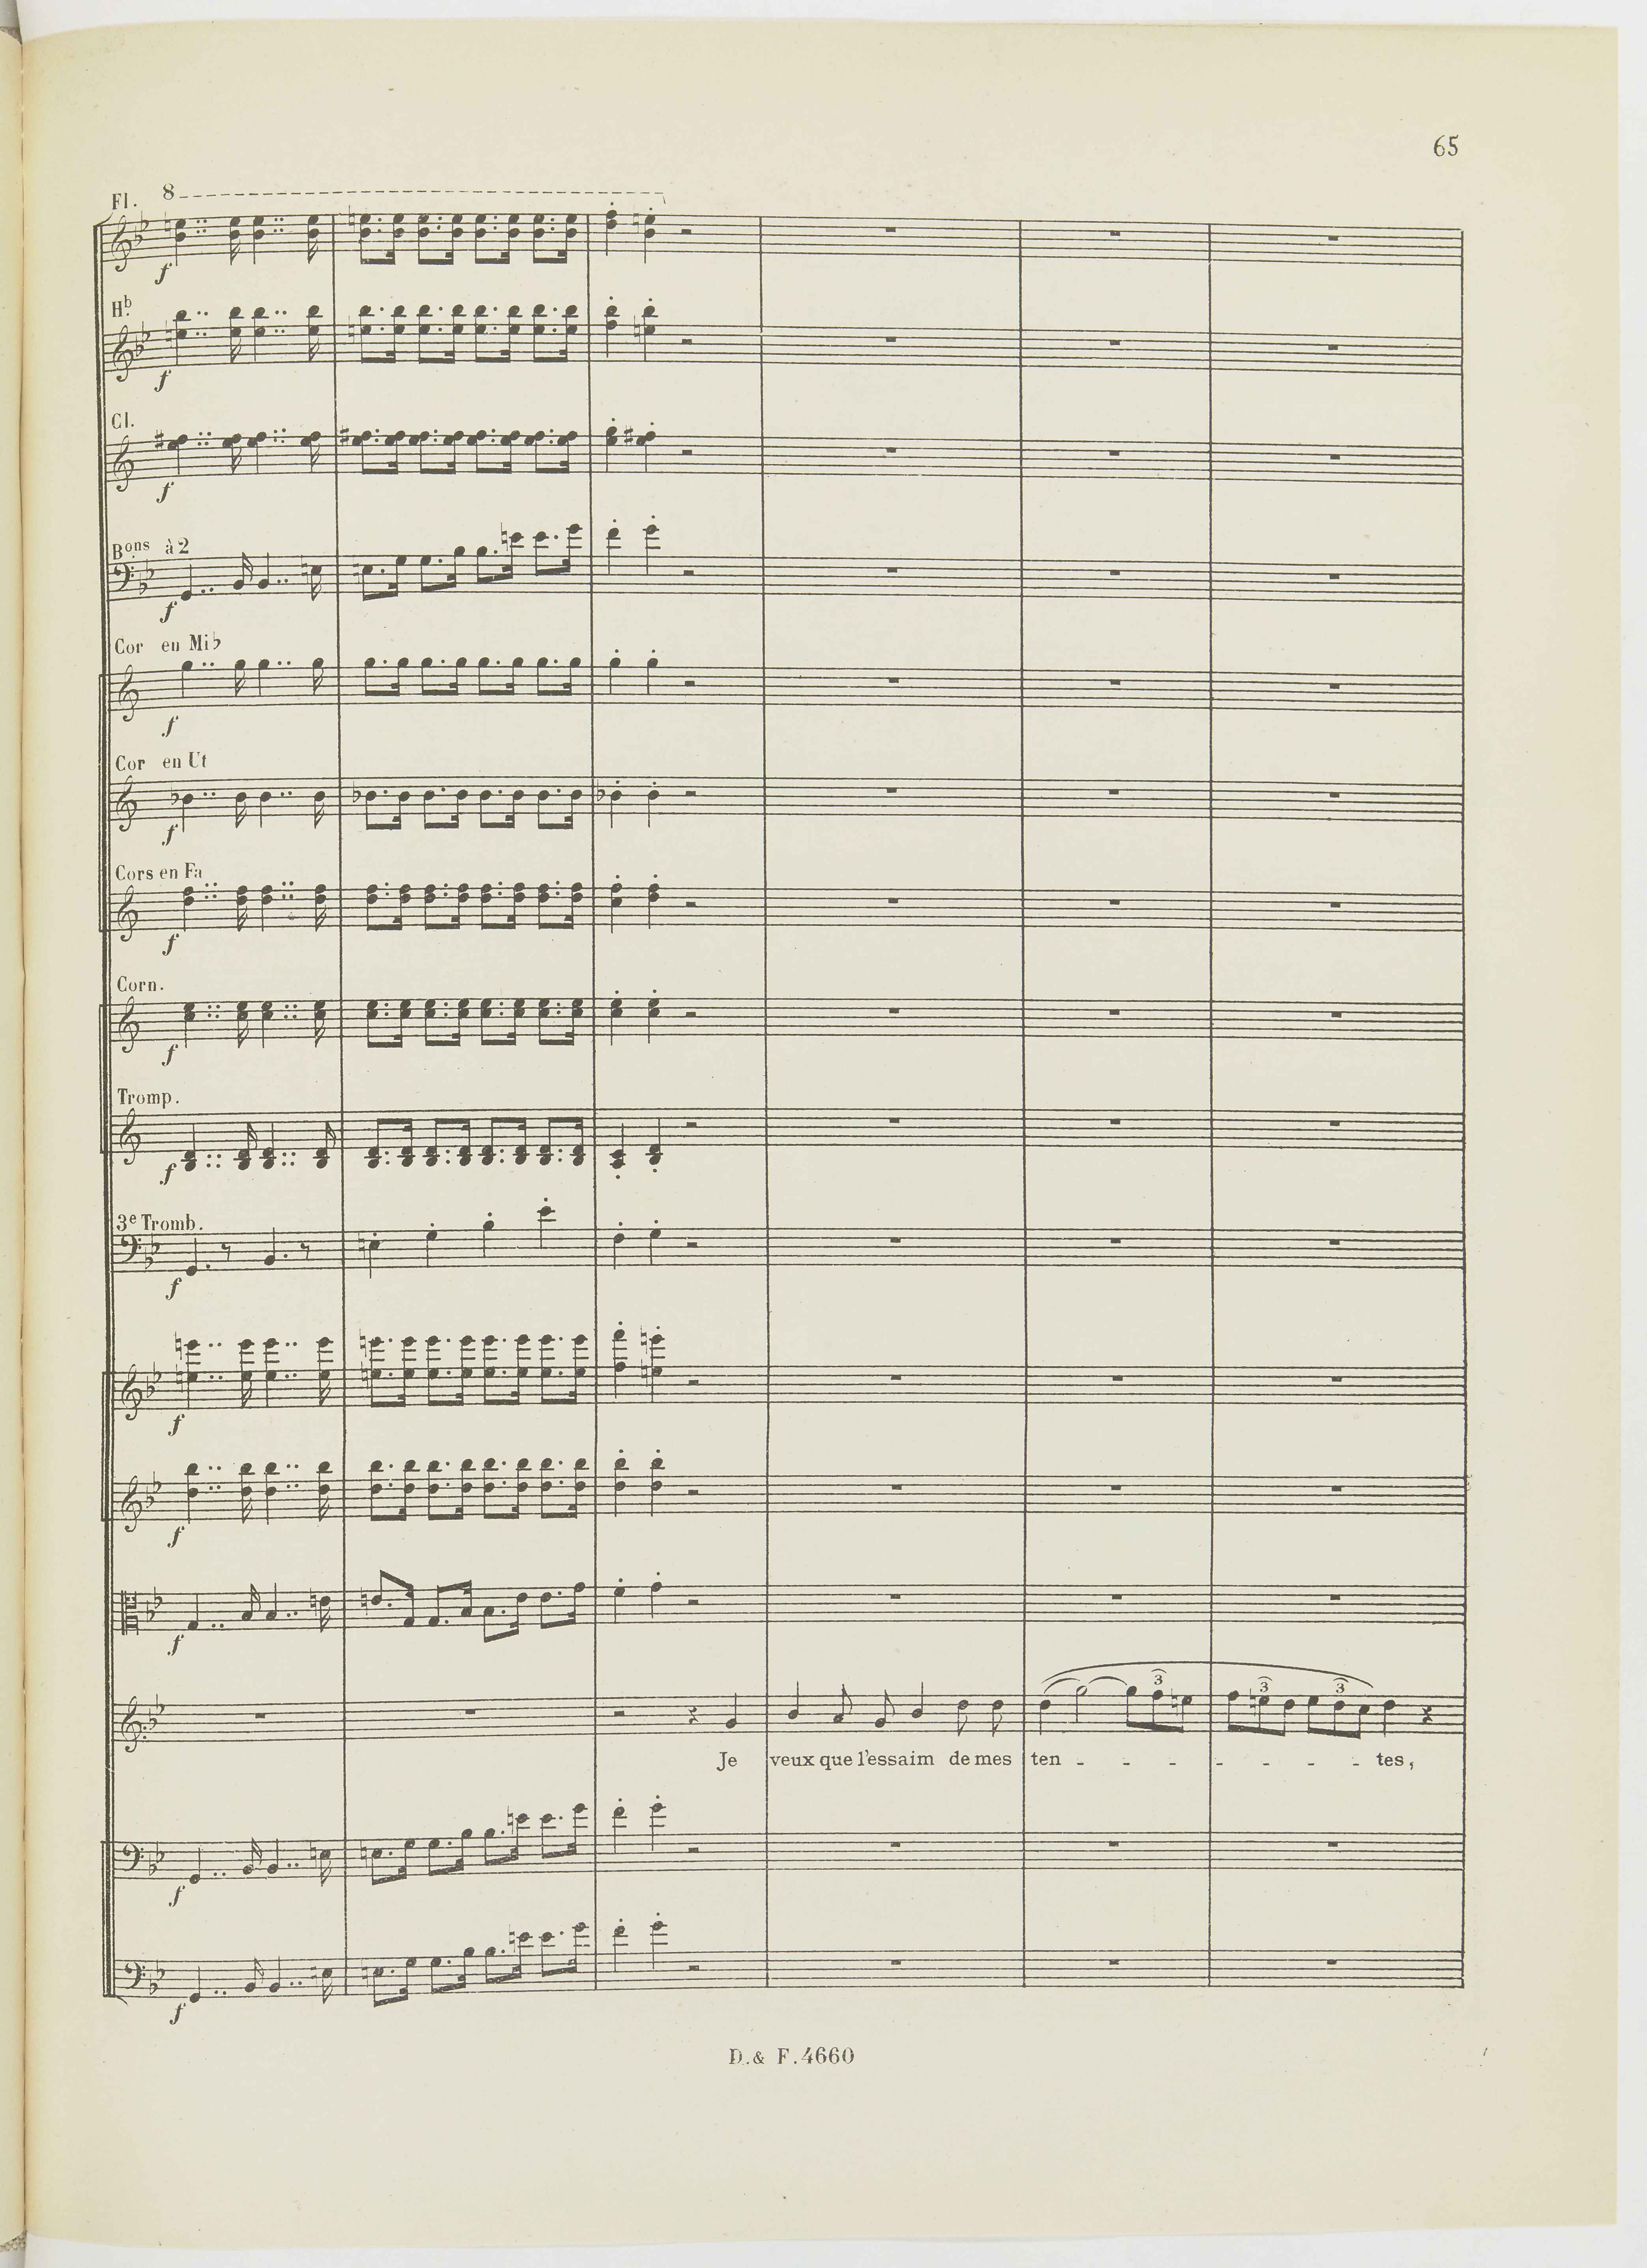 65
Fl. 8
f
Hb.
f
Cl.
f
Bons à 2
f
Cor en Mi♭
f
Cor en Ut
f
Cors en Fa
f
Corn.
f
Tromp.
f
3e Tromb.
f
f
f
f
3 3 3
Je veux que l'essaim de mes ten - - - - - - - - tes,
f
f
D. & F. 4660